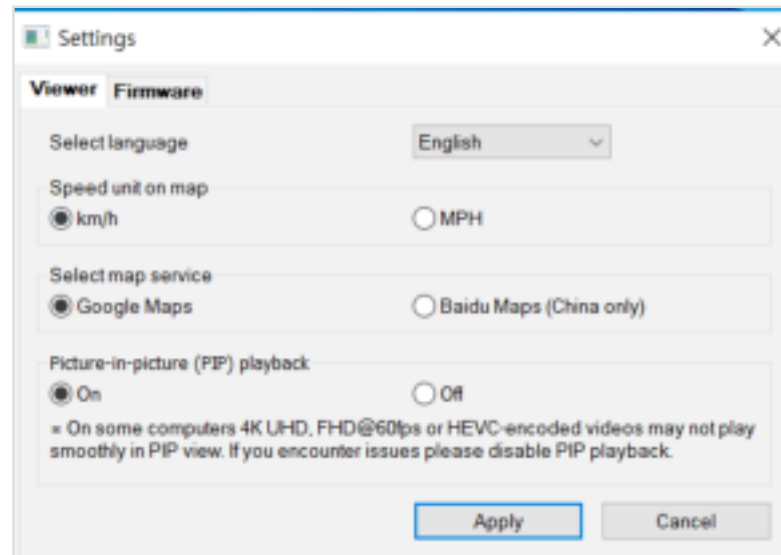 Settings
Viewer Firmware
Select language English
Speed unit on map
km/h MPH
Select map service
Google Maps Baidu Maps (China only)
Picture-in-picture (PIP) playback
On Off
* On some computers 4K UHD, FHD@60fps or HEVC-encoded videos may not play
smoothly in PIP view. If you encounter issues please disable PIP playback.
Apply Cancel